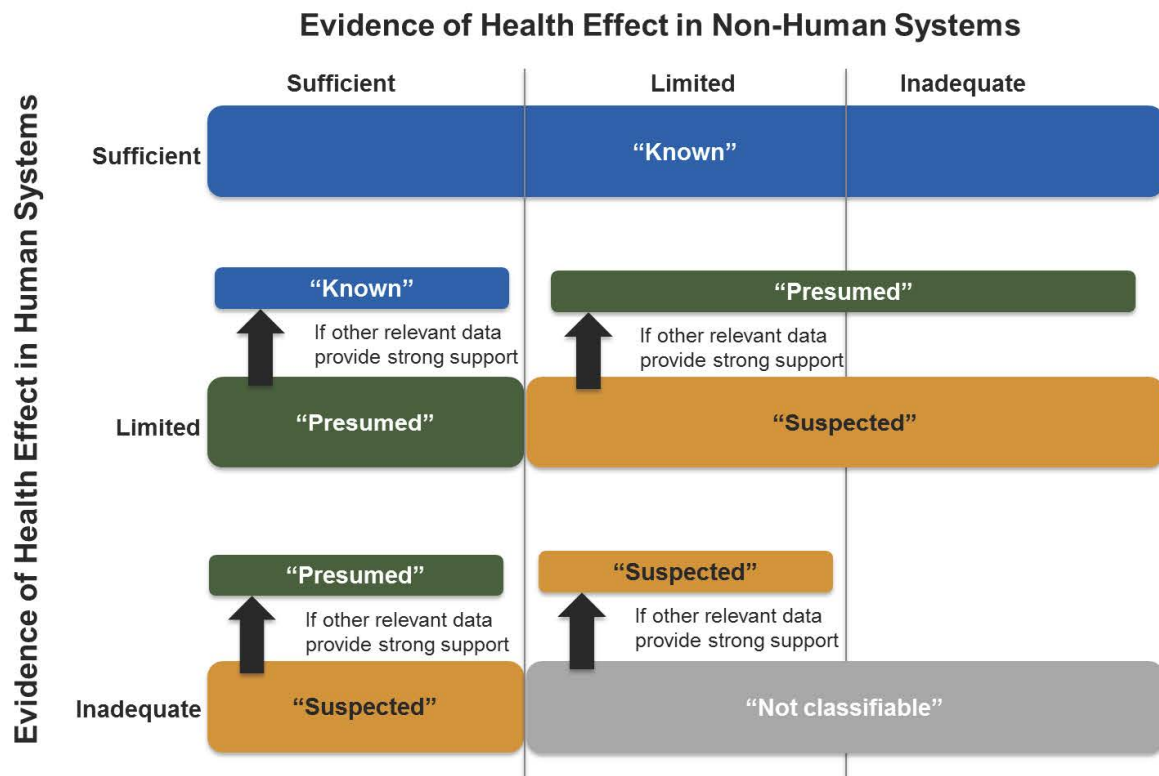 Evidence of Health Effect in Non-Human Systems
Evidence of Health Effect in Human Systems
Sufficient
Limited
Inadequate
Sufficient
“Known”
“Known”
“Presumed”
If other relevant data
provide strong support
If other relevant data
provide strong support
Limited
“Presumed”
“Suspected”
“Presumed”
“Suspected”
If other relevant data
provide strong support
If other relevant data
provide strong support
Inadequate
“Suspected”
“Not classifiable”